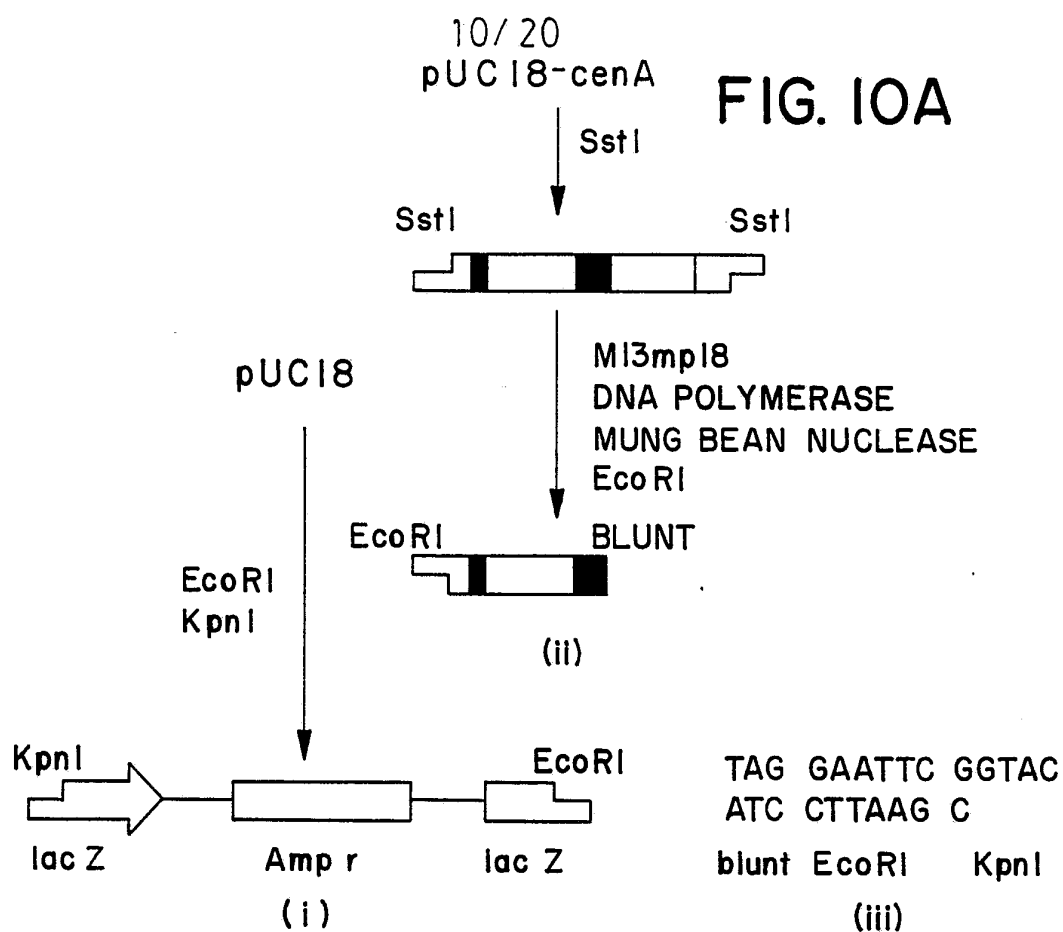 10/20
pUC18-cenA
FIG. 10A
SstI
SstI
SstI
M13mp18
DNA POLYMERASE
MUNG BEAN NUCLEASE
EcoRI
pUC18
EcoRI
KpnI
EcoRI
BLUNT
(ii)
KpnI
EcoRI
lac Z
Amp r
lac Z
(i)
TAG GAATTC GGTAC
ATC CTTAAG C
blunt EcoRI KpnI
(iii)